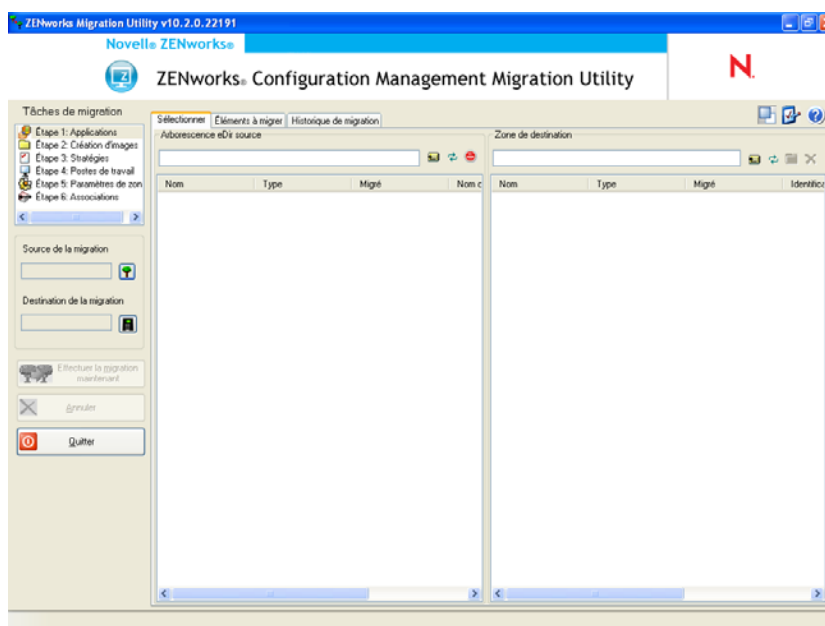 ZENworks Migration Utility v10.2.0.22191
Novell® ZENworks®
ZENworks® Configuration Management Migration Utility
N.
Tâches de migration
Étape 1: Applications
Étape 2: Création d'images
Étape 3: Stratégies
Étape 4: Postes de travail
Étape 5: Paramètres de zon
Étape 6: Associations
Source de la migration
Destination de la migration
Effectuer la migration
maintenant
Annuler
Quitter
Sélectionner Éléments à migrer Historique de migration
Arborescence eDir source
Nom Type Migré Nom c
Zone de destination
Nom Type Migré Identifica